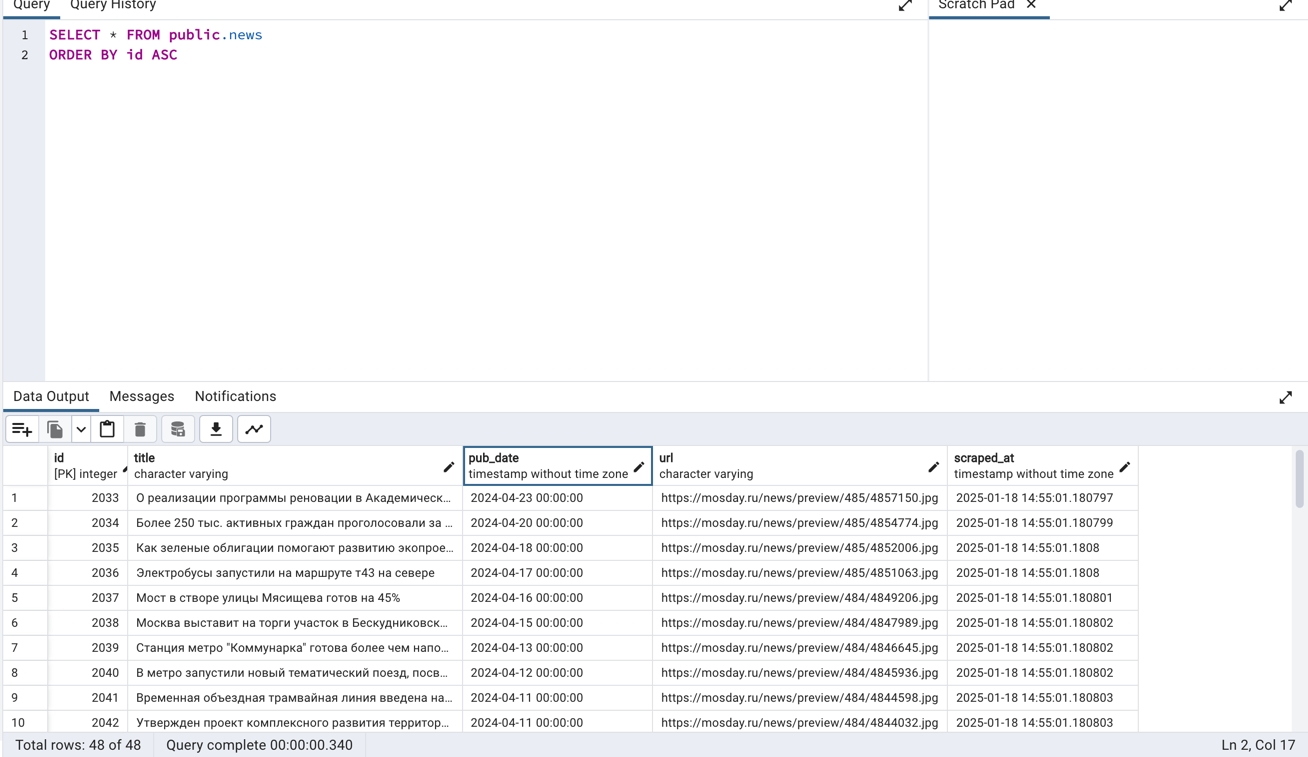 Query Query History Scratch Pad ×
1 SELECT * FROM public.news
2 ORDER BY id ASC
Data Output Messages Notifications
id title pub_date url scraped_at
[PK] integer character varying timestamp without time zone character varying timestamp without time zone
1 2033 О реализации программы реновации в Академическ... 2024-04-23 00:00:00 https://mosday.ru/news/preview/485/4857150.jpg 2025-01-18 14:55:01.180797
2 2034 Более 250 тыс. активных граждан проголосовали за ... 2024-04-20 00:00:00 https://mosday.ru/news/preview/485/4854774.jpg 2025-01-18 14:55:01.180799
3 2035 Как зеленые облигации помогают развитию экопрое... 2024-04-18 00:00:00 https://mosday.ru/news/preview/485/4852006.jpg 2025-01-18 14:55:01.1808
4 2036 Электробусы запустили на маршруте т43 на севере 2024-04-17 00:00:00 https://mosday.ru/news/preview/485/4851063.jpg 2025-01-18 14:55:01.1808
5 2037 Мост в створе улицы Мясищева готов на 45% 2024-04-16 00:00:00 https://mosday.ru/news/preview/484/4849206.jpg 2025-01-18 14:55:01.180801
6 2038 Москва выставит на торги участок в Бескудниковск... 2024-04-15 00:00:00 https://mosday.ru/news/preview/484/4847989.jpg 2025-01-18 14:55:01.180802
7 2039 Станция метро "Коммунарка" готова более чем напо... 2024-04-13 00:00:00 https://mosday.ru/news/preview/484/4846645.jpg 2025-01-18 14:55:01.180802
8 2040 В метро запустили новый тематический поезд, посв... 2024-04-12 00:00:00 https://mosday.ru/news/preview/484/4845936.jpg 2025-01-18 14:55:01.180802
9 2041 Временная объездная трамвайная линия введена на... 2024-04-11 00:00:00 https://mosday.ru/news/preview/484/4844598.jpg 2025-01-18 14:55:01.180803
10 2042 Утвержден проект комплексного развития территор... 2024-04-11 00:00:00 https://mosday.ru/news/preview/484/4844032.jpg 2025-01-18 14:55:01.180803
Total rows: 48 of 48 Query complete 00:00:00.340 Ln 2, Col 17